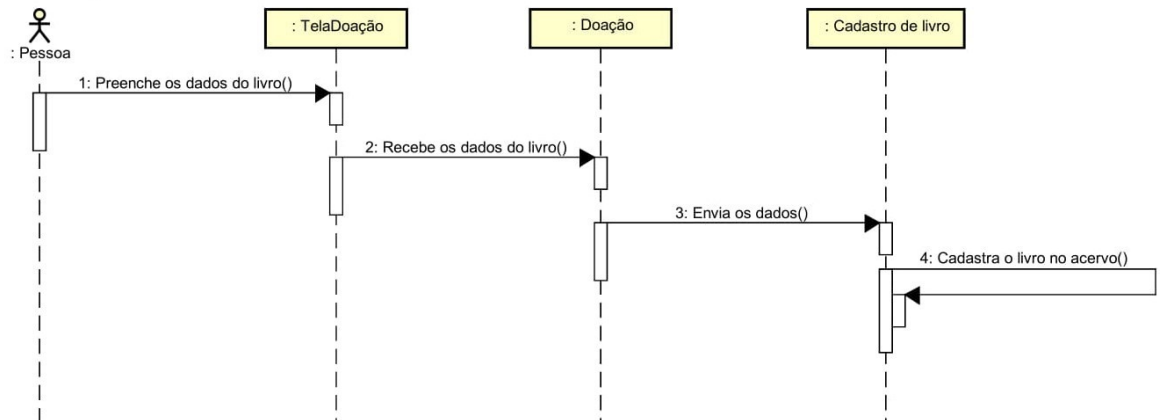 : Pessoa
: TelaDoação
: Doação
: Cadastro de livro
1: Preenche os dados do livro()
2: Recebe os dados do livro()
3: Envia os dados()
4: Cadastra o livro no acervo()